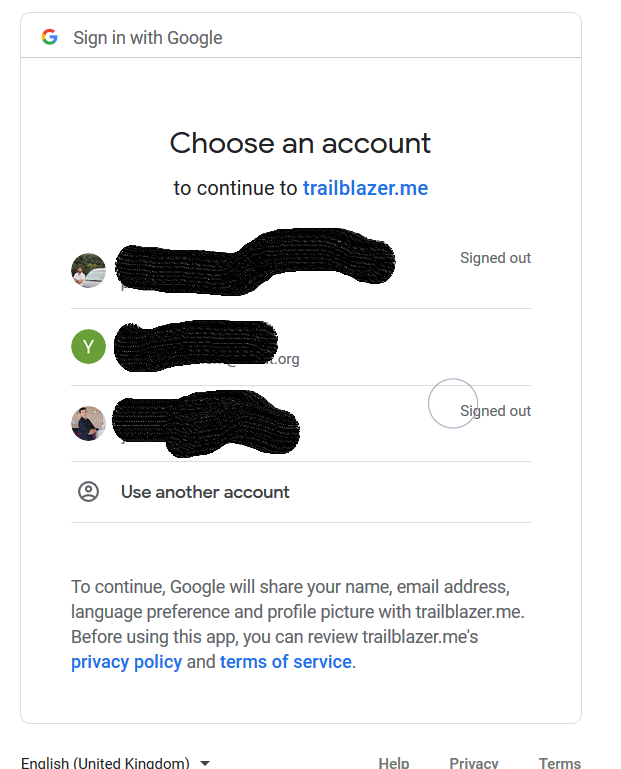 Sign in with Google
Choose an account
to continue to trailblazer.me
Signed out
Y
.org
Signed out
Use another account
To continue, Google will share your name, email address,
language preference and profile picture with trailblazer.me.
Before using this app, you can review trailblazer.me's
privacy policy and terms of service.
English (United Kingdom)
Help
Privacy
Terms